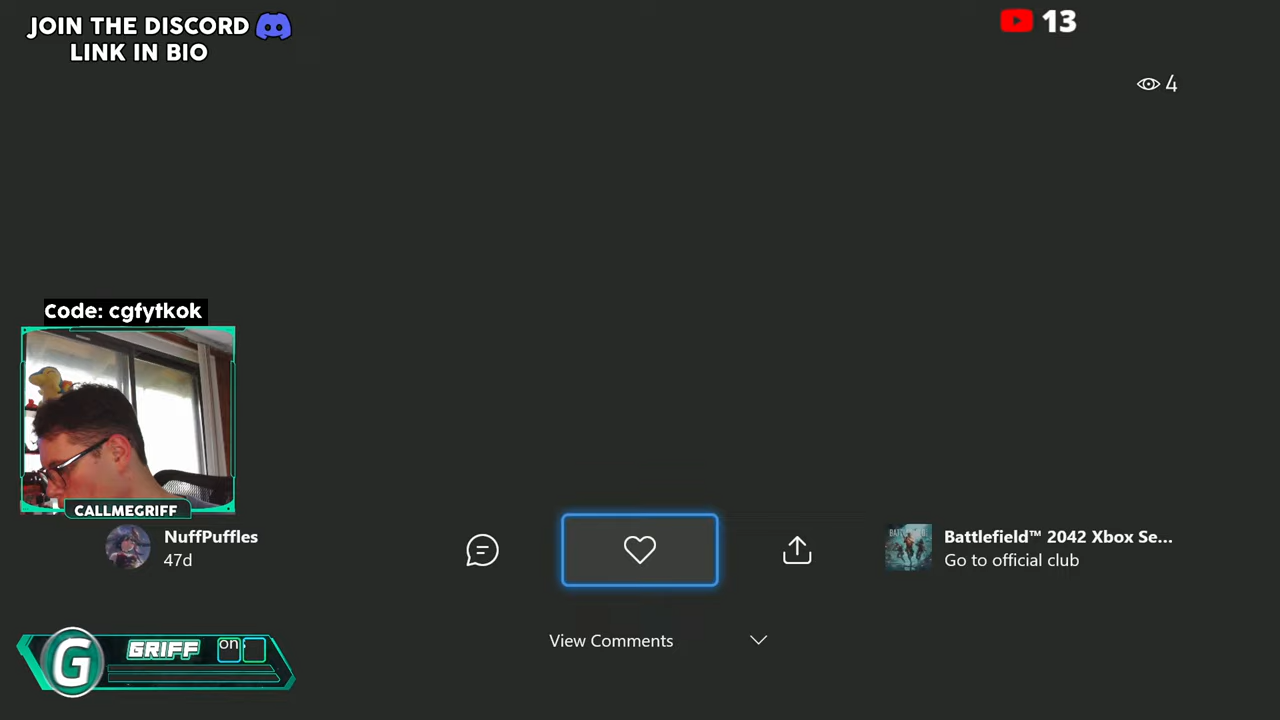 JOIN THE DISCORD
LINK IN BIO
13
4
Code: cgfytkok
CALLMEGRIFF
NuffPuffles
47d
Battlefield™ 2042 Xbox Se...
Go to official club
View Comments
G
GRIFF
on